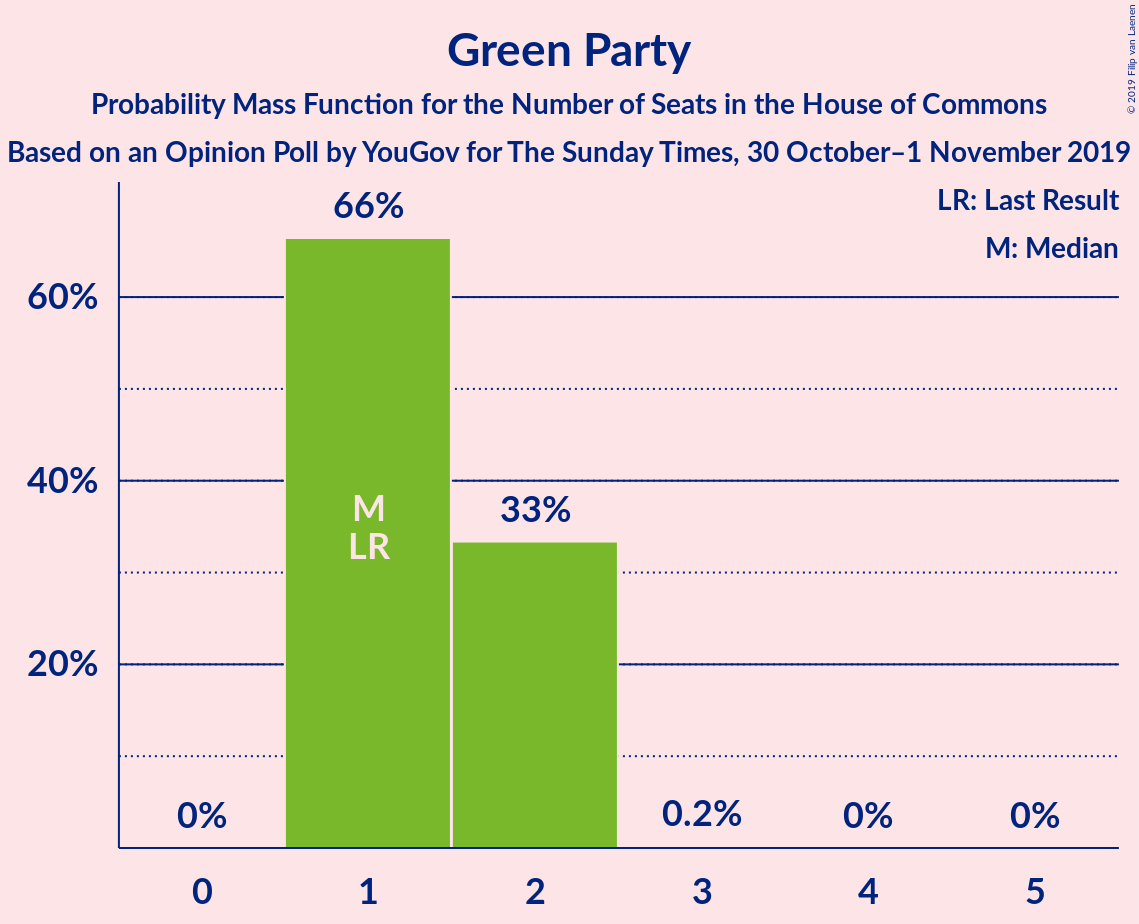 Green Party
Probability Mass Function for the Number of Seats in the House of Commons
Based on an Opinion Poll by YouGov for The Sunday Times, 30 October–1 November 2019
© 2019 Filip van Laenen
LR: Last Result
M: Median
66%
60%
40%
M
LR
33%
20%
0%
0.2%
0%
0%
0
1
2
3
4
5